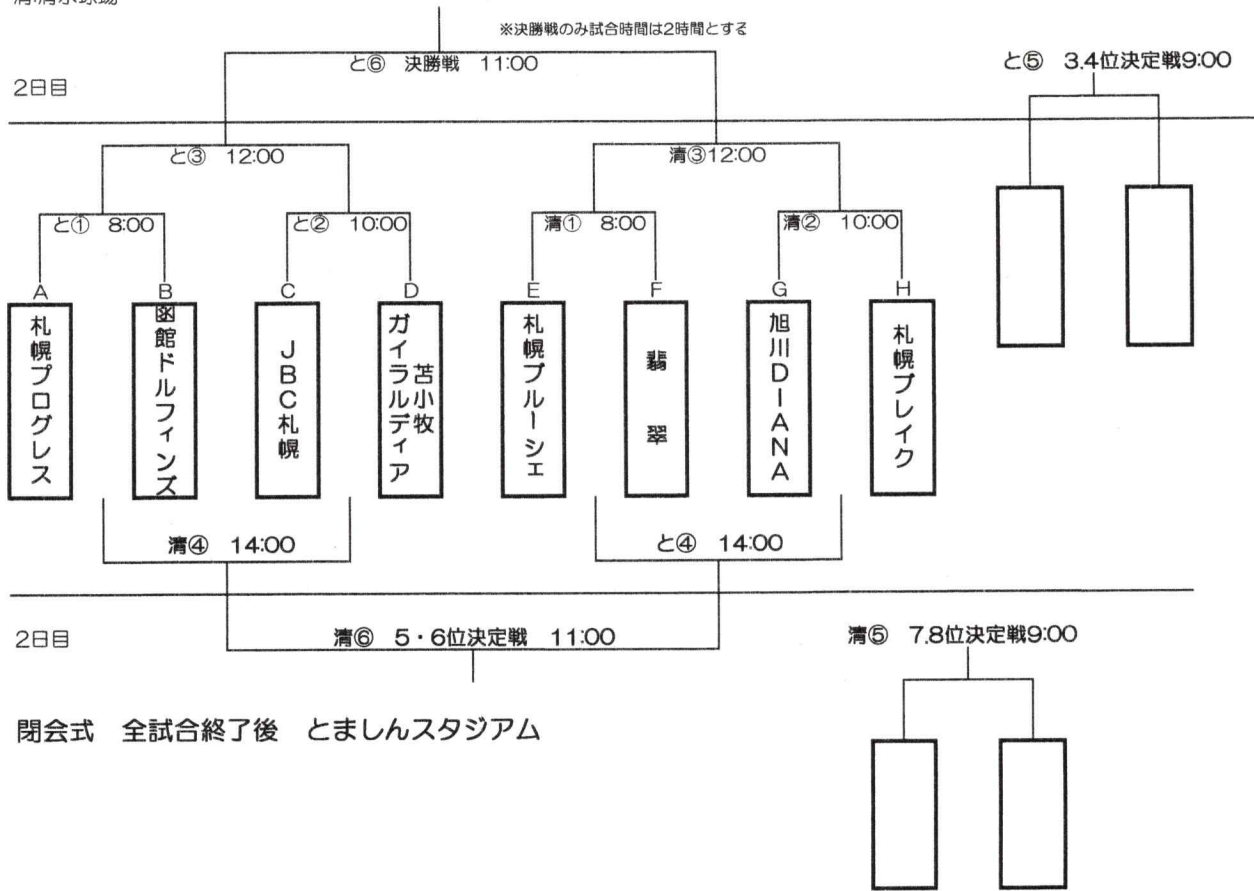 ※決勝戦のみ試合時間は2時間とする
と⑥ 決勝戦 11:00
と⑤ 3.4位決定戦9:00
2日目
と③ 12:00
清③12:00
と① 8:00
と② 10:00
清① 8:00
清② 10:00
A
B
C
D
E
F
G
H
札幌プログレス
函館ドルフィンズ
JBC札幌
苫小牧
ガイラルディア
札幌ブルーシェ
翡翠
旭川DIANA
札幌ブレイク
清④ 14:00
と④ 14:00
2日目
清⑥ 5・6位決定戦 11:00
清⑤ 7.8位決定戦9:00
閉会式 全試合終了後 とましんスタジアム